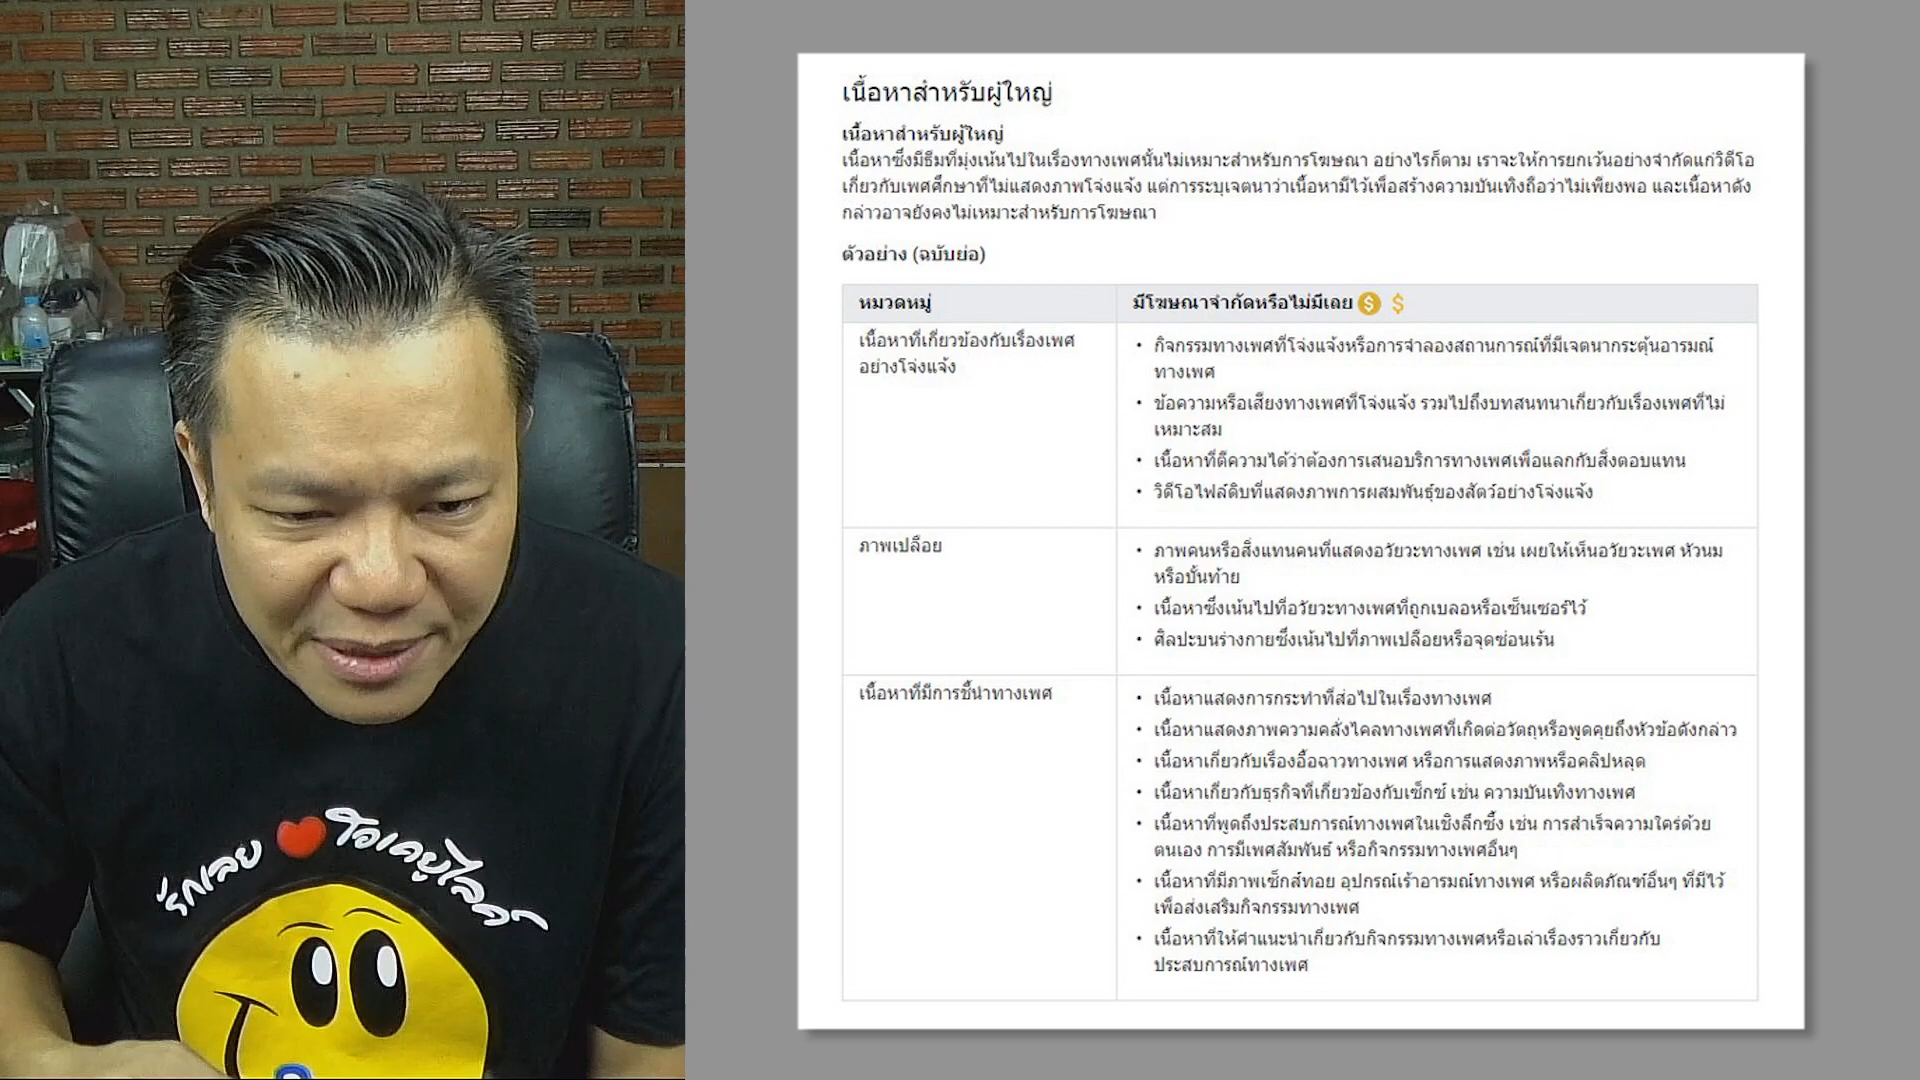 รักเลย โอเคยูไลค์
เนื้อหาสำหรับผู้ใหญ่
เนื้อหาสำหรับผู้ใหญ่
เนื้อหาซึ่งมีธีมที่มุ่งเน้นไปในเรื่องทางเพศนั้นไม่เหมาะสำหรับการโฆษณา อย่างไรก็ตาม เราจะให้การยกเว้นอย่างจำกัดแก่วิดีโอ
เกี่ยวกับเพศศึกษาที่ไม่แสดงภาพโจ่งแจ้ง แต่การระบุเจตนาว่าเนื้อหามีไว้เพื่อสร้างความบันเทิงถือว่าไม่เพียงพอ และเนื้อหาดัง
กล่าวอาจยังคงไม่เหมาะสำหรับการโฆษณา
ตัวอย่าง (ฉบับย่อ)
หมวดหมู่
มีโฆษณาจำกัดหรือไม่มีเลย $ $
เนื้อหาที่เกี่ยวข้องกับเรื่องเพศ
อย่างโจ่งแจ้ง
• กิจกรรมทางเพศที่โจ่งแจ้งหรือการจำลองสถานการณ์ที่มีเจตนากระตุ้นอารมณ์
ทางเพศ
• ข้อความหรือเสียงทางเพศที่โจ่งแจ้ง รวมไปถึงบทสนทนาเกี่ยวกับเรื่องเพศที่ไม่
เหมาะสม
• เนื้อหาที่ตีความได้ว่าต้องการเสนอบริการทางเพศเพื่อแลกกับสิ่งตอบแทน
• วิดีโอไฟล์ดิบที่แสดงภาพการผสมพันธุ์ของสัตว์อย่างโจ่งแจ้ง
ภาพเปลือย
• ภาพคนหรือสิ่งแทนคนที่แสดงอวัยวะทางเพศ เช่น เผยให้เห็นอวัยวะเพศ หัวนม
หรือบั้นท้าย
• เนื้อหาซึ่งเน้นไปที่อวัยวะทางเพศที่ถูกเบลอหรือเซ็นเซอร์ไว้
• ศิลปะบนร่างกายซึ่งเน้นไปที่ภาพเปลือยหรือจุดซ่อนเร้น
เนื้อหาที่มีการชี้นำทางเพศ
• เนื้อหาแสดงการกระทำที่ส่อไปในเรื่องทางเพศ
• เนื้อหาแสดงภาพความคลั่งไคลทางเพศที่เกิดต่อวัตถุหรือพูดคุยถึงหัวข้อดังกล่าว
• เนื้อหาเกี่ยวกับเรื่องอื้อฉาวทางเพศ หรือการแสดงภาพหรือคลิปหลุด
• เนื้อหาเกี่ยวกับธุรกิจที่เกี่ยวข้องกับเซ็กซ์ เช่น ความบันเทิงทางเพศ
• เนื้อหาที่พูดถึงประสบการณ์ทางเพศในเชิงลึกซึ้ง เช่น การสำเร็จความใคร่ด้วย
ตนเอง การมีเพศสัมพันธ์ หรือกิจกรรมทางเพศอื่นๆ
• เนื้อหาที่มีภาพเซ็กส์ทอย อุปกรณ์เร้าอารมณ์ทางเพศ หรือผลิตภัณฑ์อื่นๆ ที่มีไว้
เพื่อส่งเสริมกิจกรรมทางเพศ
• เนื้อหาที่ให้คำแนะนำเกี่ยวกับกิจกรรมทางเพศหรือเล่าเรื่องราวเกี่ยวกับ
ประสบการณ์ทางเพศ